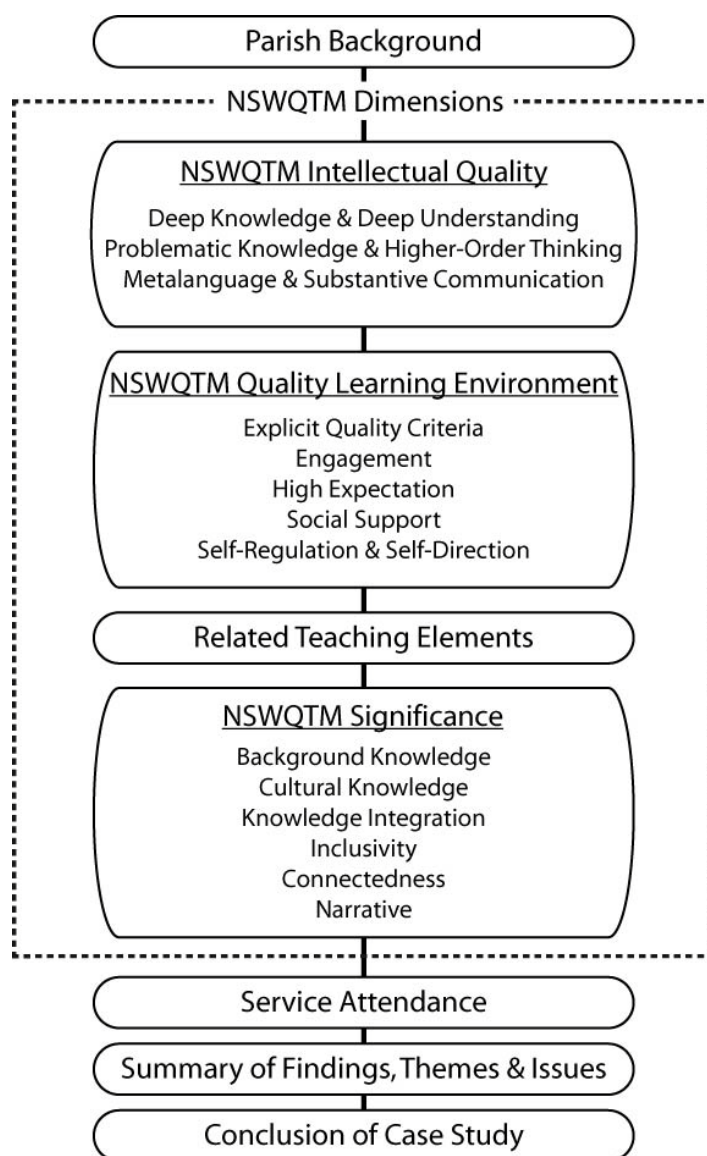 Parish Background
NSWQTM Dimensions
NSWQTM Intellectual Quality
Deep Knowledge & Deep Understanding
Problematic Knowledge & Higher-Order Thinking
Metalanguage & Substantive Communication
NSWQTM Quality Learning Environment
Explicit Quality Criteria
Engagement
High Expectation
Social Support
Self-Regulation & Self-Direction
Related Teaching Elements
NSWQTM Significance
Background Knowledge
Cultural Knowledge
Knowledge Integration
Inclusivity
Connectedness
Narrative
Service Attendance
Summary of Findings, Themes & Issues
Conclusion of Case Study